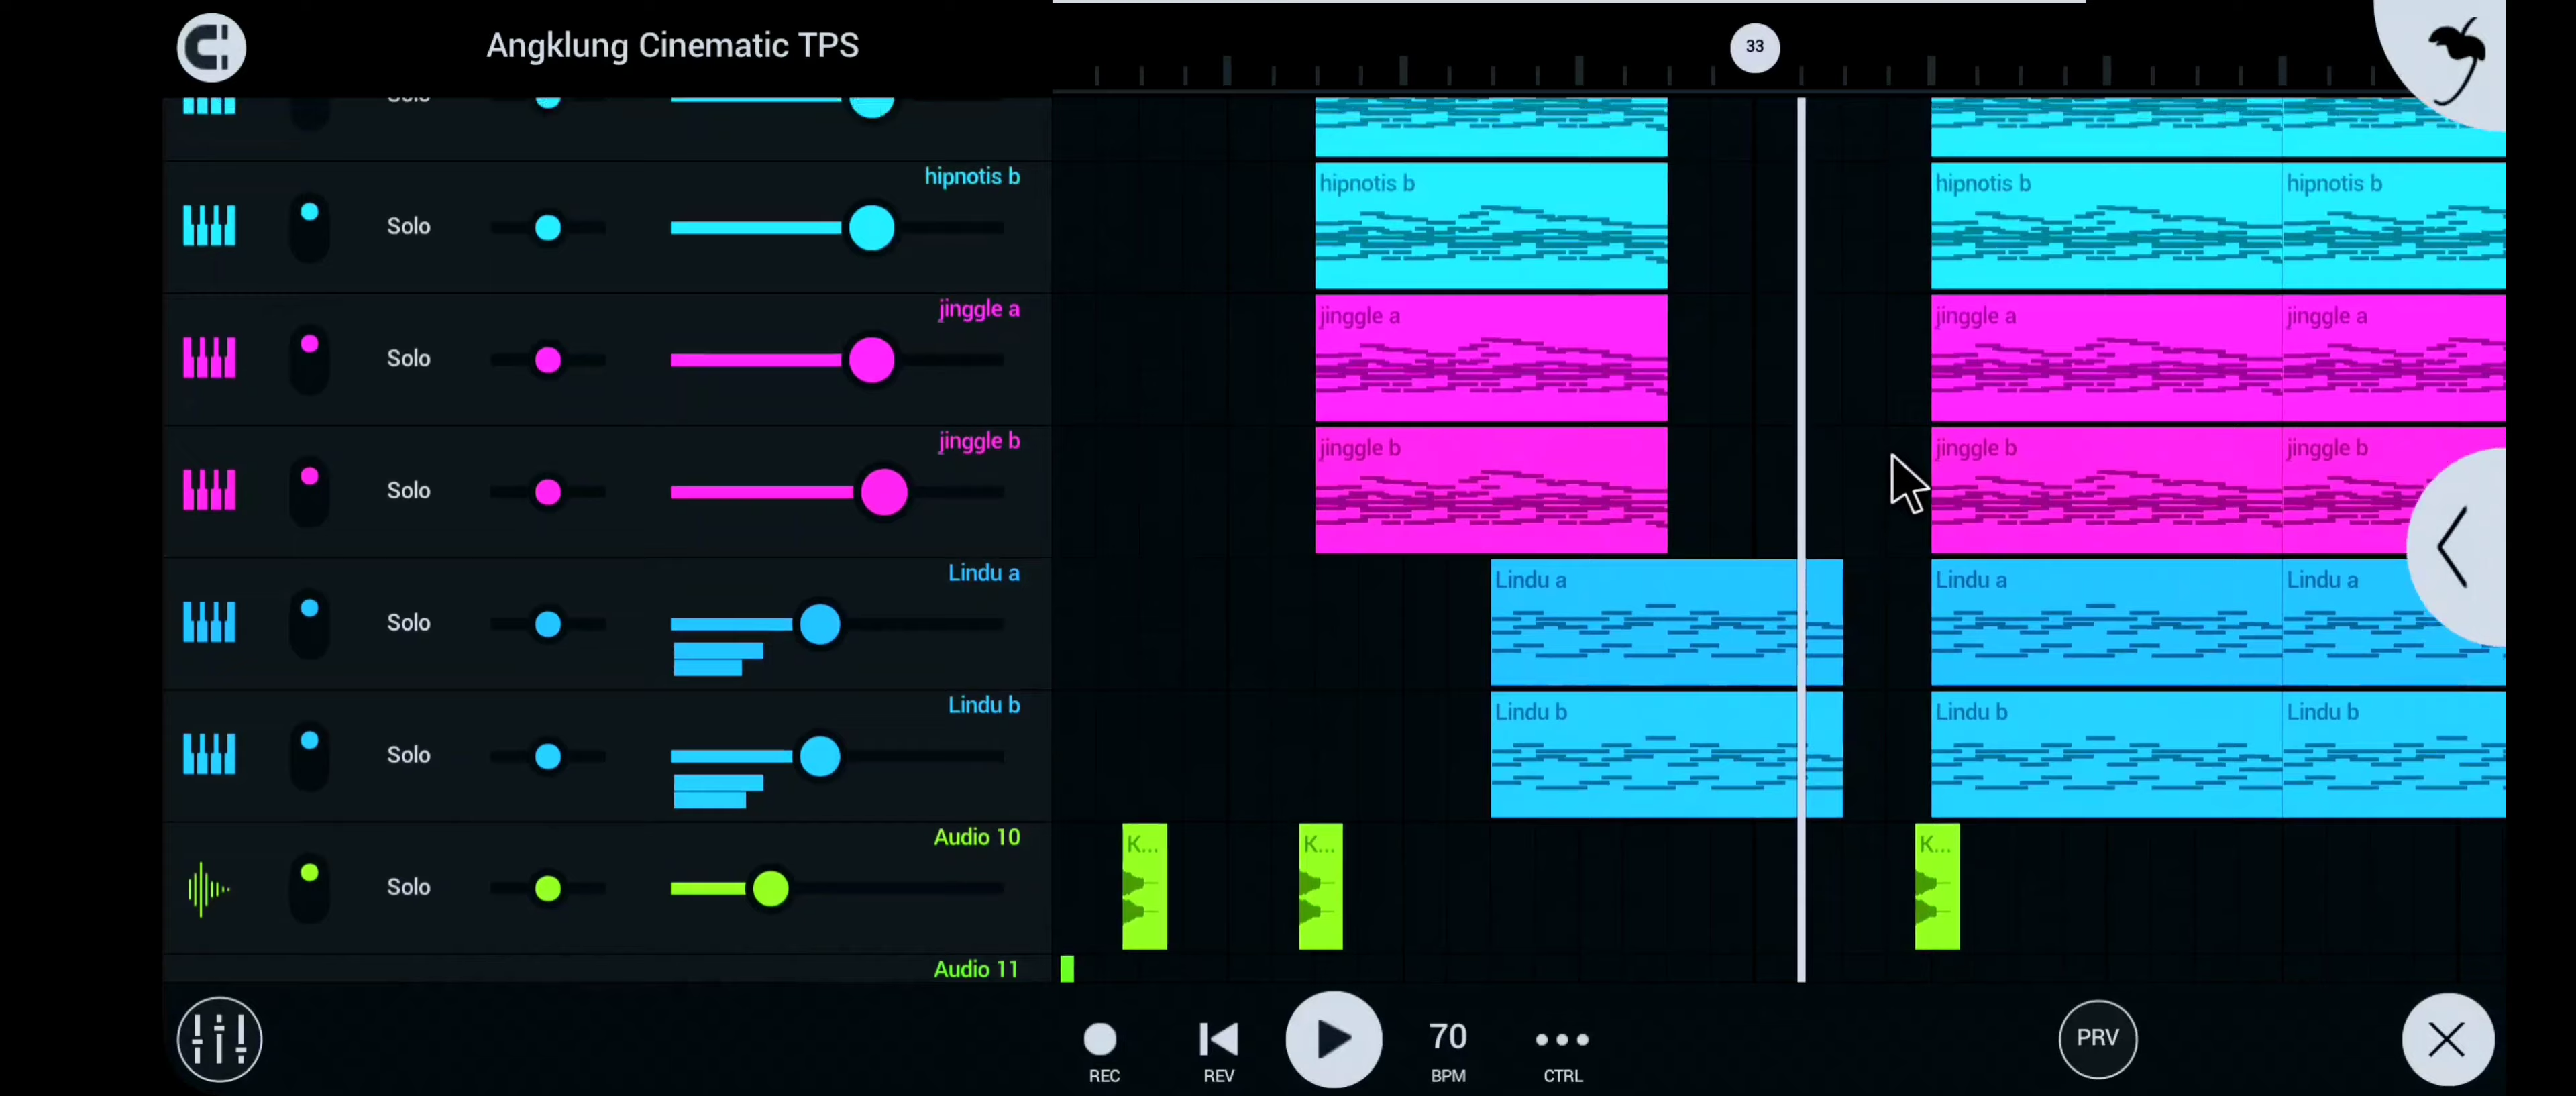 Angklung Cinematic TPS
33
Solo
hipnotis b
Solo
hipnotis b
hipnotis b
hipnotis b
jinggle a
Solo
jinggle a
jinggle a
jinggle a
jinggle b
Solo
jinggle b
jinggle b
jinggle b
Lindu a
Solo
Lindu a
Lindu a
Lindu a
Lindu b
Solo
Lindu b
Lindu b
Lindu b
Audio 10
Solo
K...
K...
K...
Audio 11
REC
REV
70
BPM
CTRL
PRV